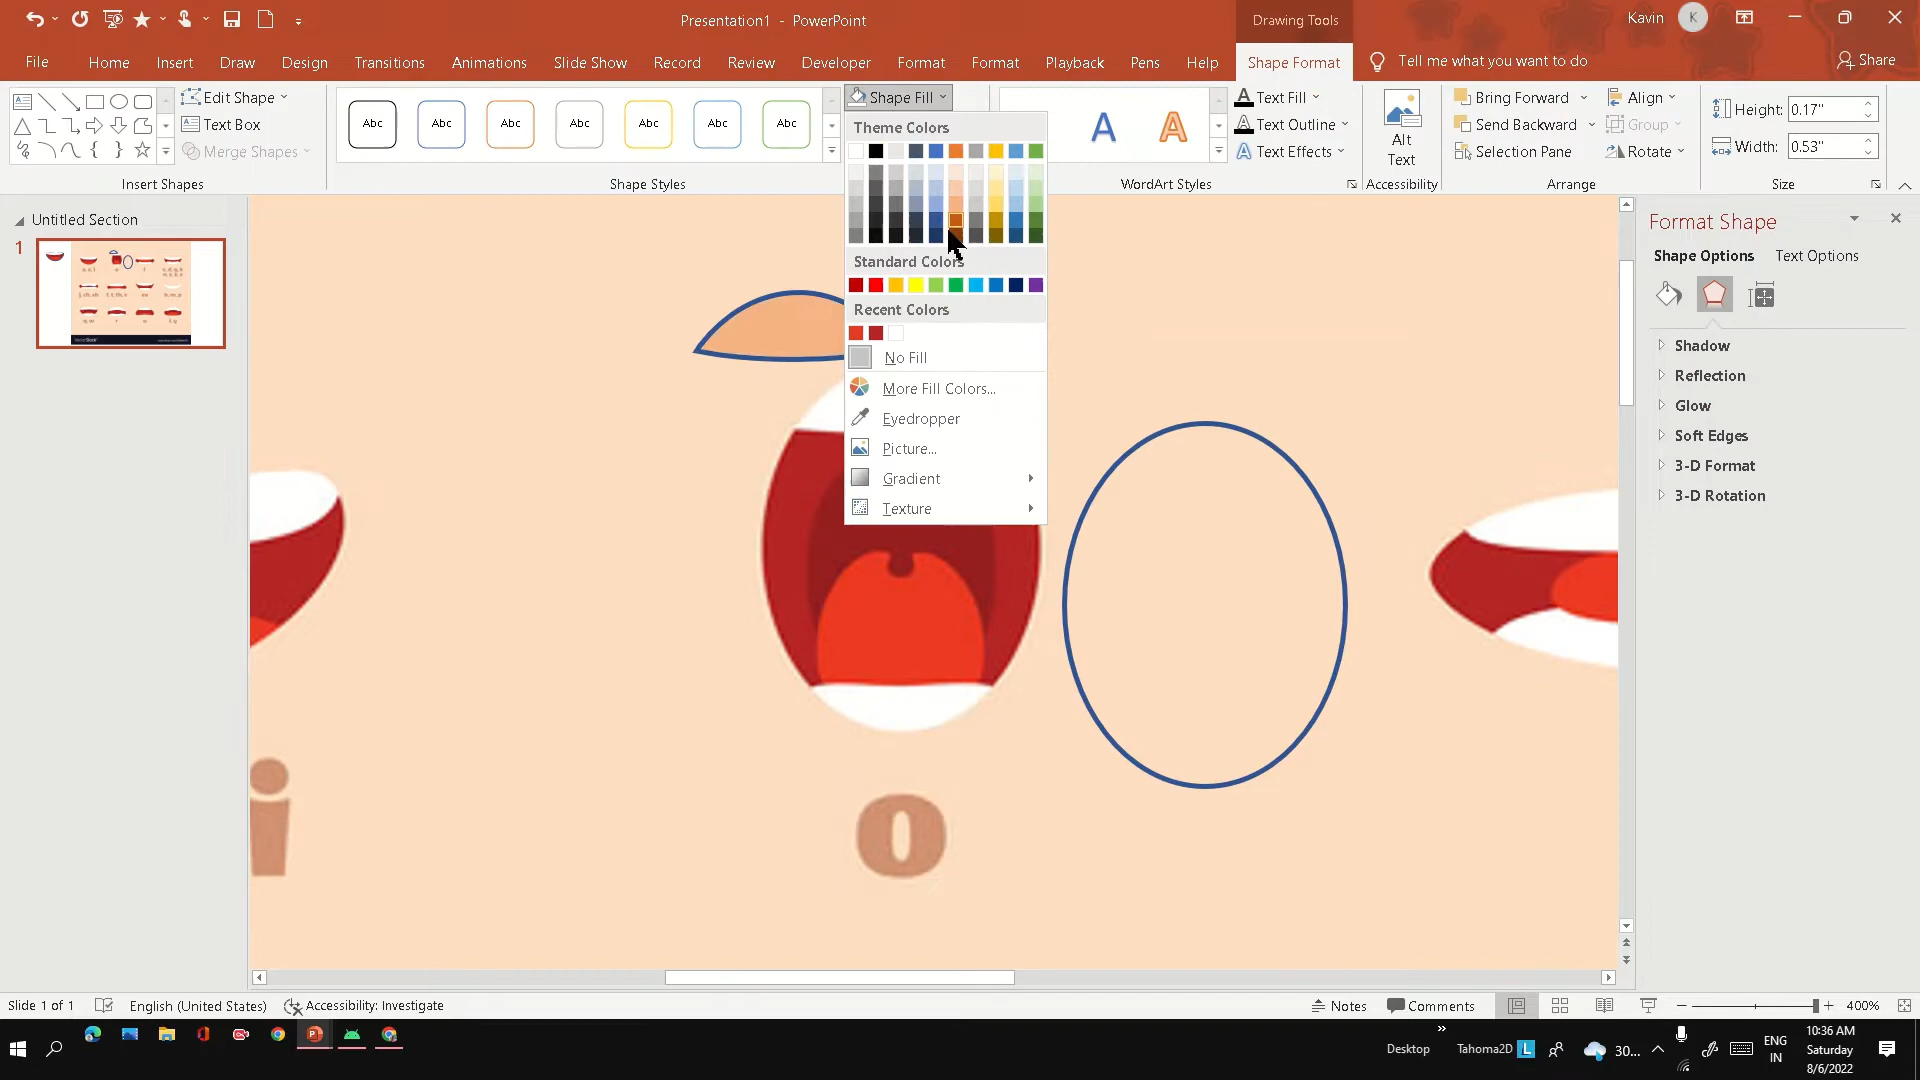 Presentation1 - PowerPoint
Drawing Tools
Kavin
K
File
Home
Insert
Draw
Design
Transitions
Animations
Slide Show
Record
Review
Developer
Format
Format
Playback
Pens
Help
Shape Format
Tell me what you want to do
Share
Edit Shape
Text Box
Merge Shapes
Insert Shapes
Abc Abc Abc Abc Abc Abc Abc
Shape Styles
Shape Fill
Theme Colors
Standard Colors
Recent Colors
No Fill
More Fill Colors...
Eyedropper
Picture...
Gradient
Texture
A A
WordArt Styles
A Text Fill
A Text Outline
A Text Effects
Alt
Text
Accessibility
Bring Forward
Send Backward
Selection Pane
Align
Group
Rotate
Arrange
Height: 0.17"
Width: 0.53"
Size
Untitled Section
1
i
o
Format Shape
Shape Options
Text Options
Shadow
Reflection
Glow
Soft Edges
3-D Format
3-D Rotation
Slide 1 of 1
English (United States)
Accessibility: Investigate
Notes
Comments
400%
Desktop
Tahoma2D
L
30...
ENG
IN
10:36 AM
Saturday
8/6/2022